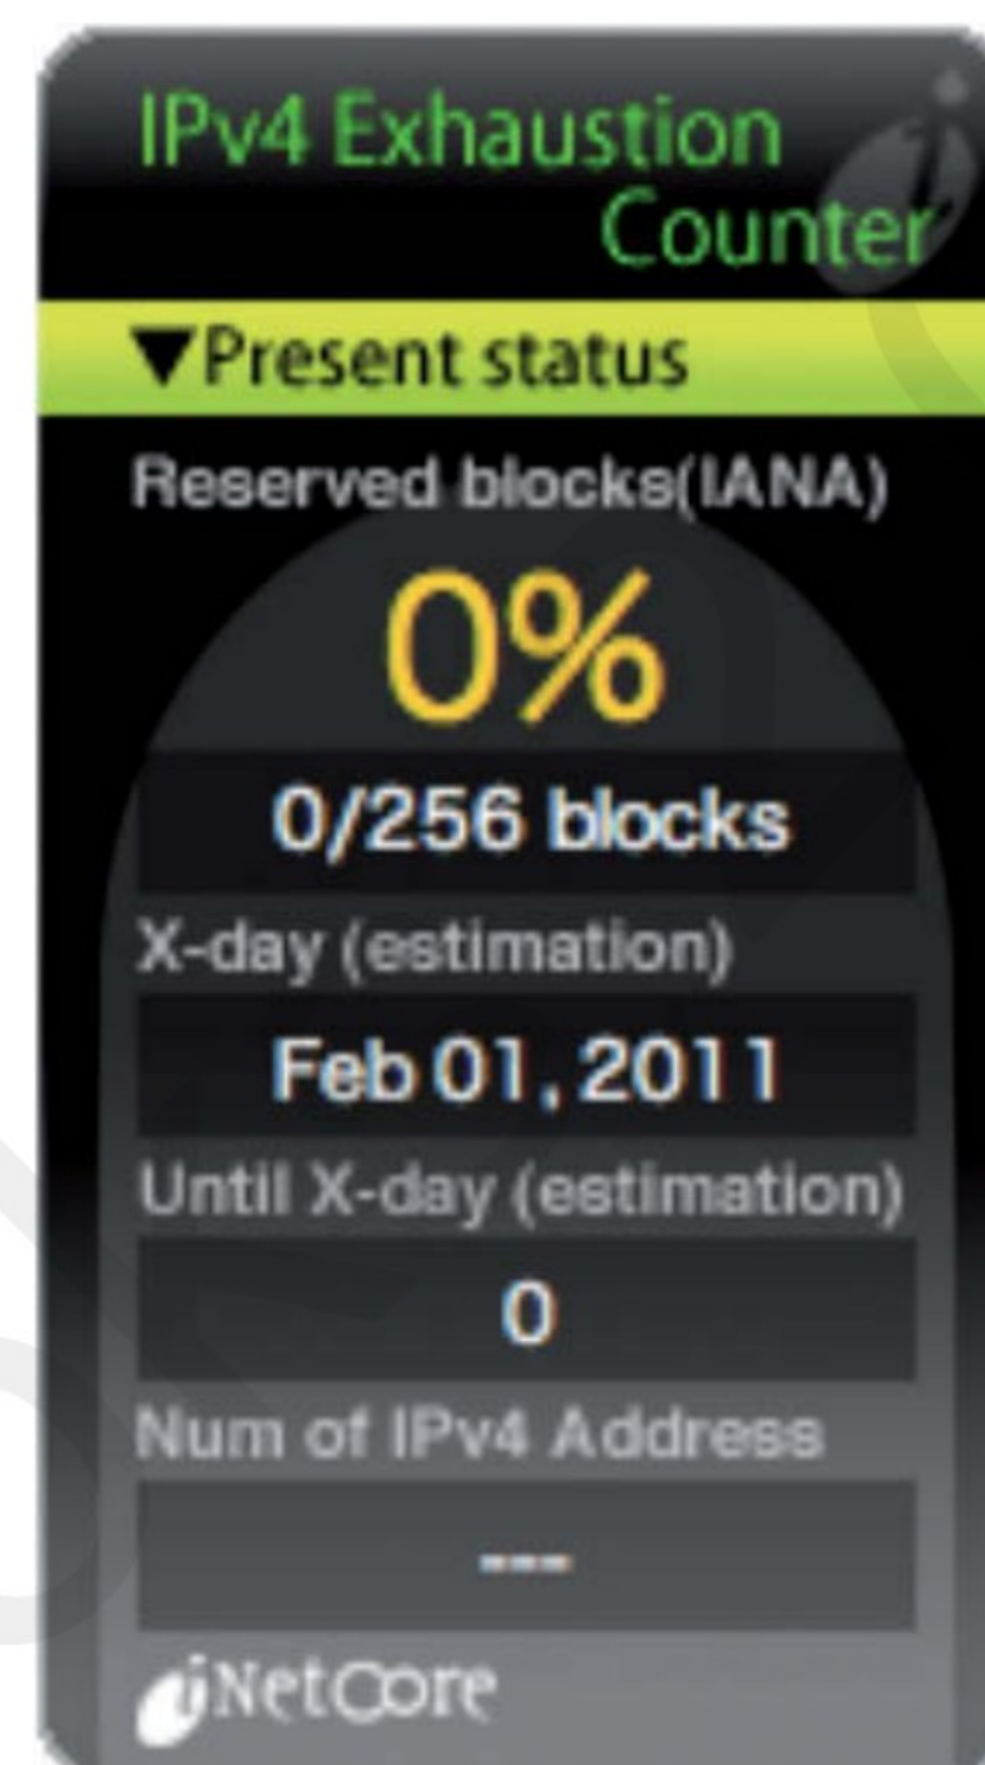 IPv4 Exhaustion
Counter
▼Present status
Reserved blocks(IANA)
0%
0/256 blocks
X-day (estimation)
Feb 01, 2011
Until X-day (estimation)
0
Num of IPv4 Address
---
iNetCore